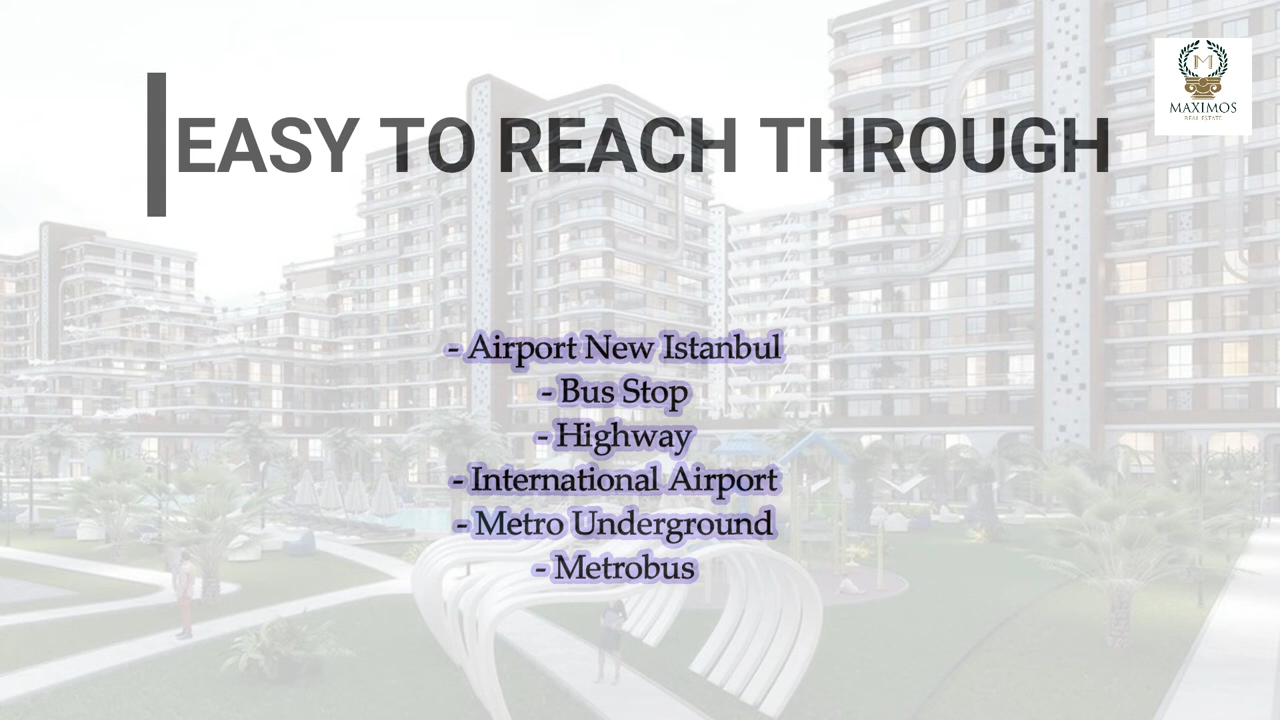 EASY TO REACH THROUGH
M
MAXIMOS
REAL ESTATE
- Airport New Istanbul
- Bus Stop
- Highway
- International Airport
- Metro Underground
- Metrobus